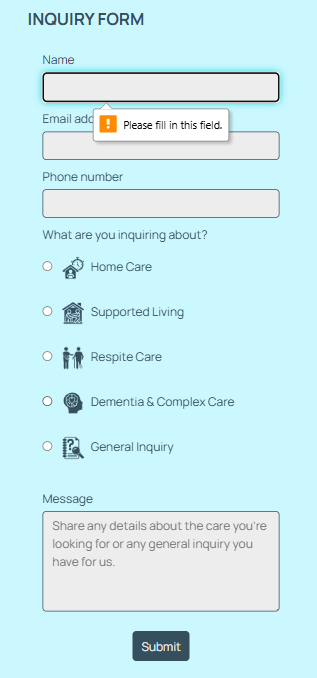 INQUIRY FORM
Name
! Please fill in this field.
Email add
Phone number
What are you inquiring about?
Home Care
Supported Living
Respite Care
Dementia & Complex Care
? General Inquiry
Message
Share any details about the care you're
looking for or any general inquiry you
have for us.
Submit